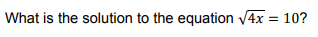 What is the solution to the equation √4x = 10?